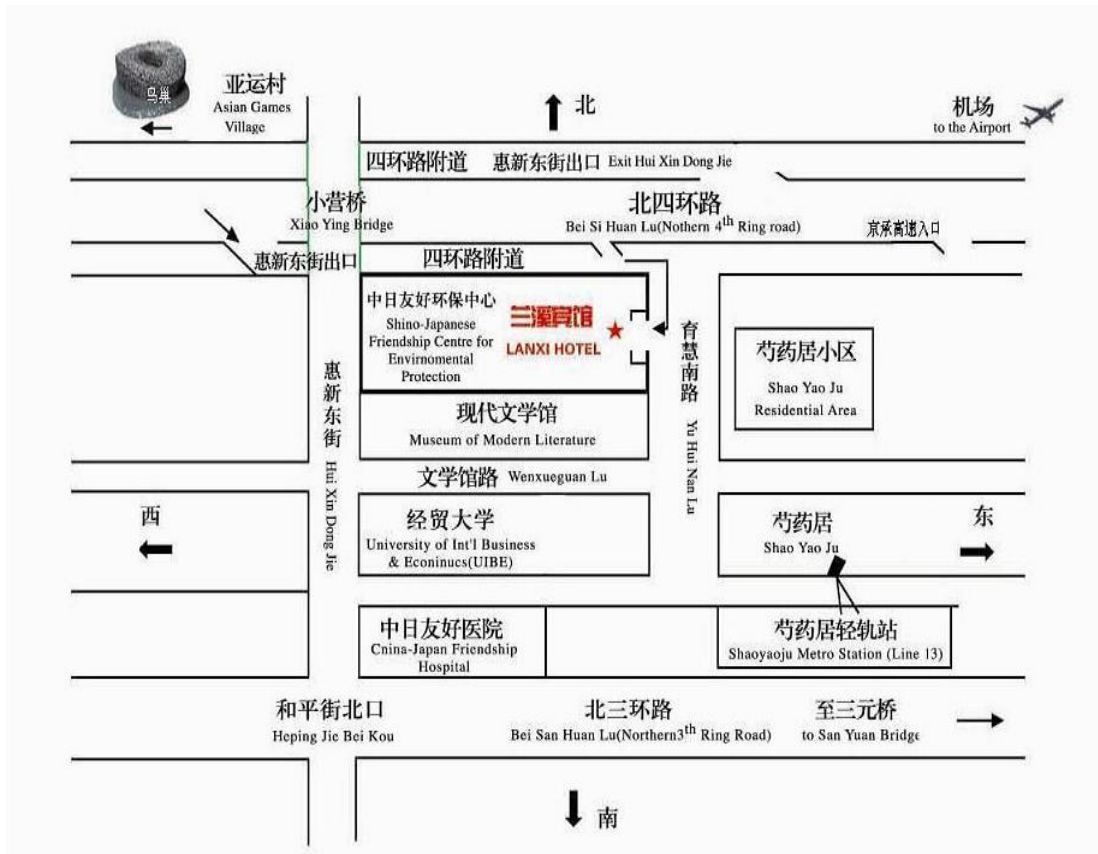 鸟巢
亚运村
Asian Games
Village
北
机场
to the Airport
四环路附道
惠新东街出口 Exit Hui Xin Dong Jie
小营桥
Xiao Ying Bridge
北四环路
Bei Si Huan Lu(Nothern 4th Ring road)
京承高速入口
惠新东街出口
四环路附道
中日友好环保中心
Shino-Japanese
Friendship Centre for
Envirnomental
Protection
兰溪宾馆
LANXI HOTEL
育慧南路
Yu Hui Nan Lu
芍药居小区
Shao Yao Ju
Residential Area
惠新东街
Hui Xin Dong Jie
现代文学馆
Museum of Modern Literature
文学馆路 Wenxueguan Lu
西
经贸大学
University of Int'l Business
& Econinucs(UIBE)
芍药居
Shao Yao Ju
东
中日友好医院
Cnina-Japan Friendship
Hospital
芍药居轻轨站
Shaoyaoju Metro Station (Line 13)
和平街北口
Heping Jie Bei Kou
北三环路
Bei San Huan Lu(Northern3th Ring Road)
至三元桥
to San Yuan Bridge
南